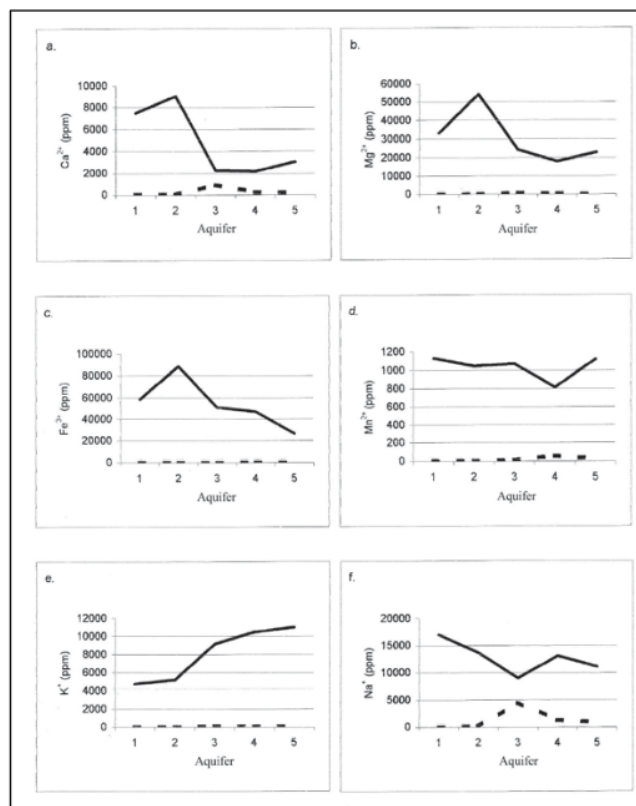 a.
10000
8000
6000
4000
2000
0
Ca²⁺ (ppm)
1 2 3 4 5
Aquifer
b.
60000
50000
40000
30000
20000
10000
0
Mg²⁺ (ppm)
1 2 3 4 5
Aquifer
c.
100000
80000
60000
40000
20000
0
Fe³⁺ (ppm)
1 2 3 4 5
Aquifer
d.
1200
1000
800
600
400
200
0
Mn²⁺ (ppm)
1 2 3 4 5
Aquifer
e.
12000
10000
8000
6000
4000
2000
0
K⁺ (ppm)
1 2 3 4 5
Aquifer
f.
20000
15000
10000
5000
0
Na⁺ (ppm)
1 2 3 4 5
Aquifer